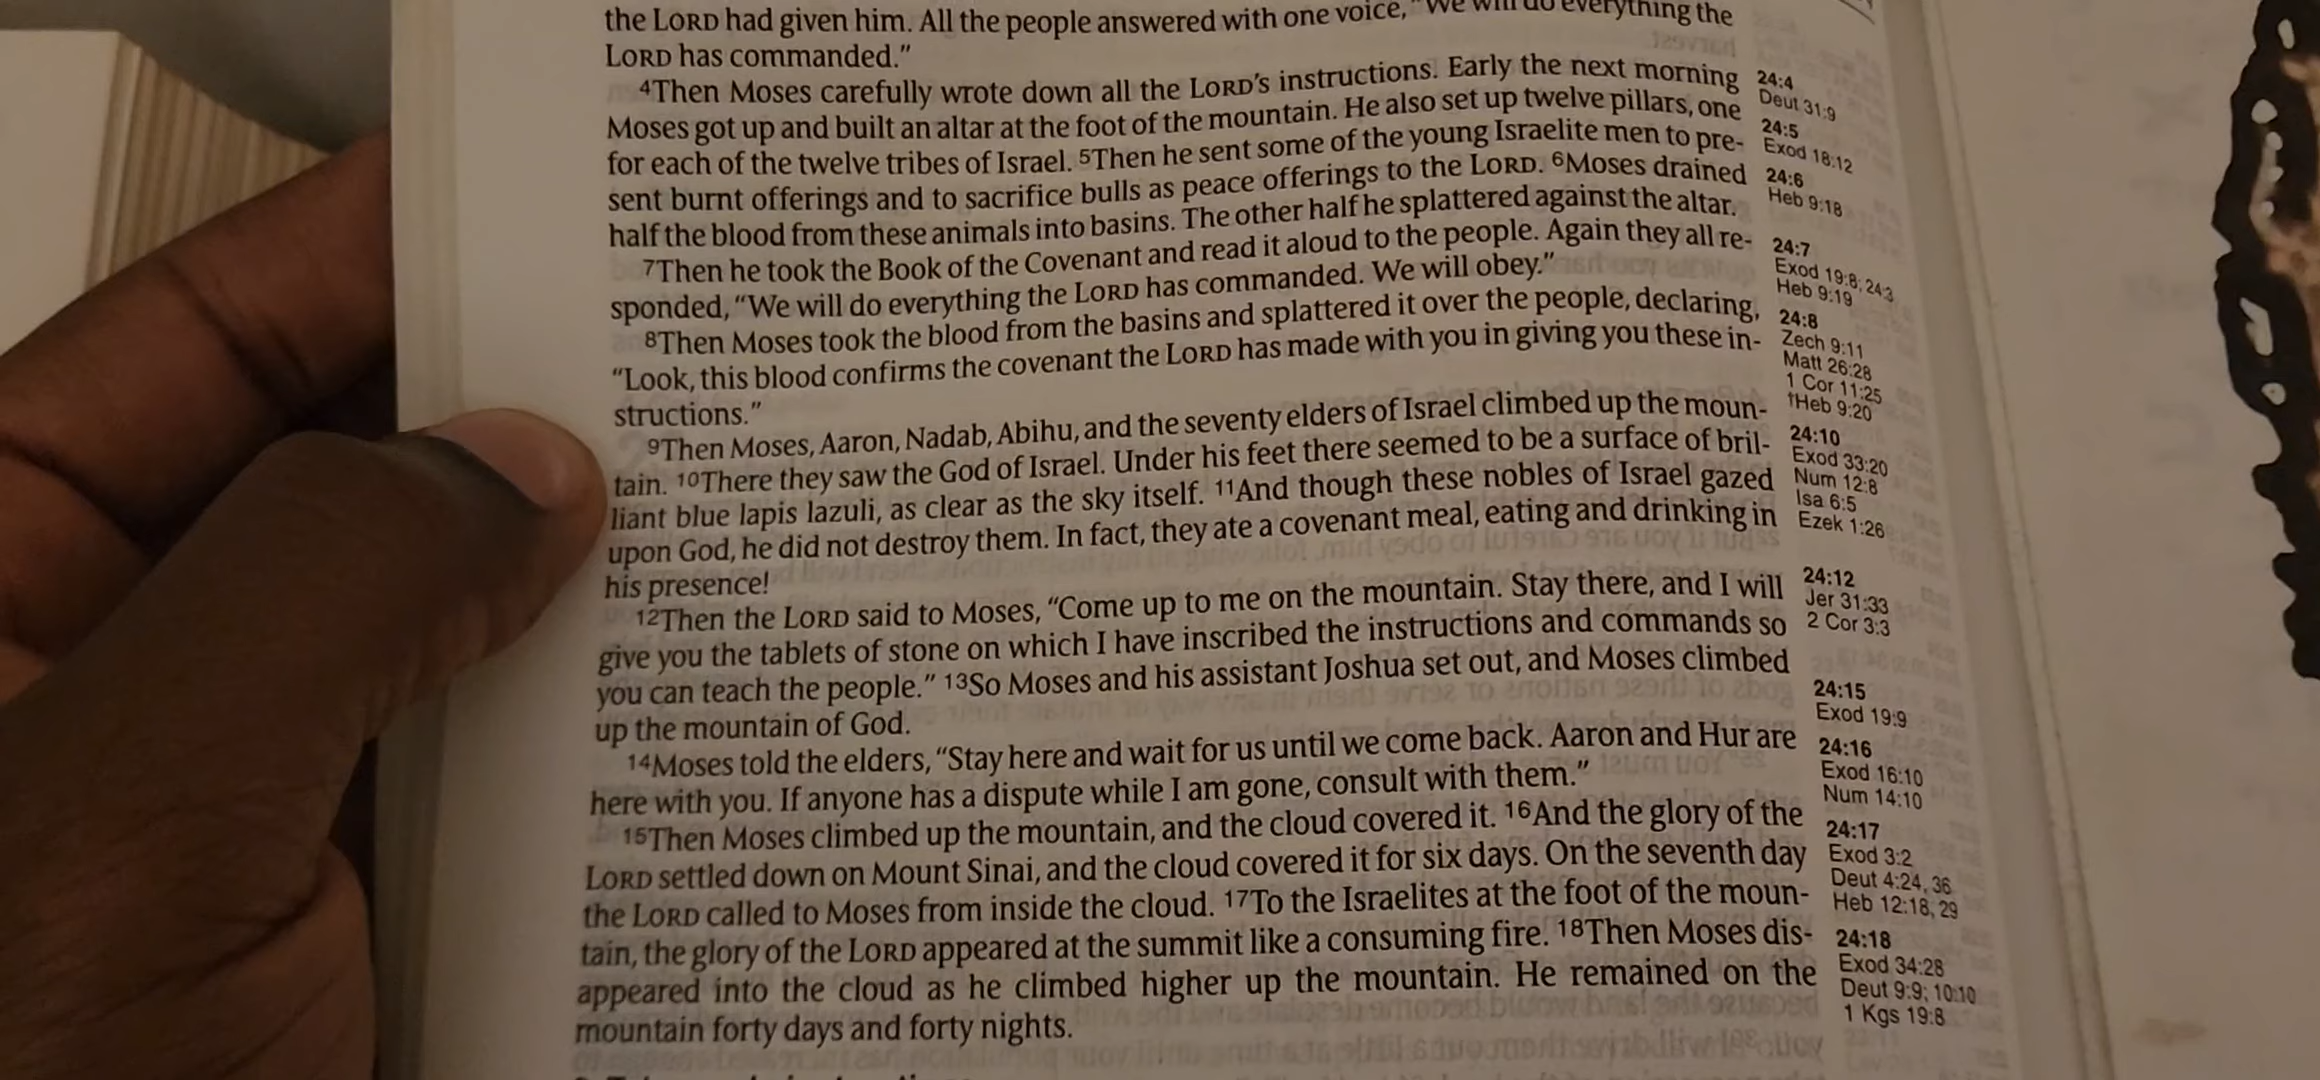 the LORD had given him. All the people answered with one voice, "We will do everything the
LORD has commanded."
4Then Moses carefully wrote down all the LORD's instructions. Early the next morning
Moses got up and built an altar at the foot of the mountain. He also set up twelve pillars, one
for each of the twelve tribes of Israel. 5Then he sent some of the young Israelite men to pre-
sent burnt offerings and to sacrifice bulls as peace offerings to the LORD. 6Moses drained
half the blood from these animals into basins. The other half he splattered against the altar.
7Then he took the Book of the Covenant and read it aloud to the people. Again they all re-
sponded, "We will do everything the LORD has commanded. We will obey."
8Then Moses took the blood from the basins and splattered it over the people, declaring,
"Look, this blood confirms the covenant the LORD has made with you in giving you these in-
structions."
9Then Moses, Aaron, Nadab, Abihu, and the seventy elders of Israel climbed up the moun-
tain. 10There they saw the God of Israel. Under his feet there seemed to be a surface of bril-
liant blue lapis lazuli, as clear as the sky itself. 11And though these nobles of Israel gazed
upon God, he did not destroy them. In fact, they ate a covenant meal, eating and drinking in
his presence!
12Then the LORD said to Moses, "Come up to me on the mountain. Stay there, and I will
give you the tablets of stone on which I have inscribed the instructions and commands so
you can teach the people." 13So Moses and his assistant Joshua set out, and Moses climbed
up the mountain of God.
14Moses told the elders, "Stay here and wait for us until we come back. Aaron and Hur are
here with you. If anyone has a dispute while I am gone, consult with them."
15Then Moses climbed up the mountain, and the cloud covered it. 16And the glory of the
LORD settled down on Mount Sinai, and the cloud covered it for six days. On the seventh day
the LORD called to Moses from inside the cloud. 17To the Israelites at the foot of the moun-
tain, the glory of the LORD appeared at the summit like a consuming fire. 18Then Moses dis-
appeared into the cloud as he climbed higher up the mountain. He remained on the
mountain forty days and forty nights.
24:4
Deut 31:9
24:5
Exod 18:12
24:6
Heb 9:18
24:7
Exod 19:8; 24:3
Heb 9:19
24:8
Zech 9:11
Matt 26:28
1 Cor 11:25
†Heb 9:20
24:10
Exod 33:20
Num 12:8
Isa 6:5
Ezek 1:26
24:12
Jer 31:33
2 Cor 3:3
24:15
Exod 19:9
24:16
Exod 16:10
Num 14:10
24:17
Exod 3:2
Deut 4:24, 36
Heb 12:18, 29
24:18
Exod 34:28
Deut 9:9; 10:10
1 Kgs 19:8